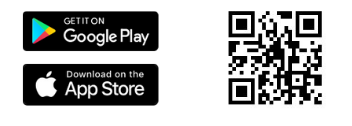 GET IT ON
Google Play
Download on the
App Store